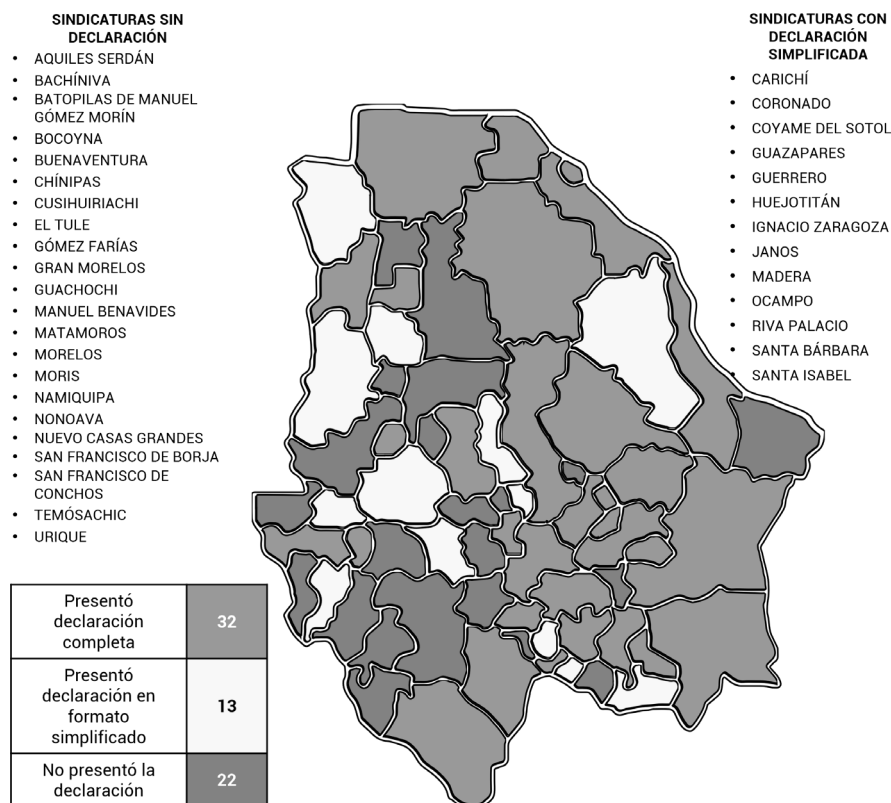 SINDICATURAS SIN
DECLARACIÓN
• AQUILES SERDÁN
• BACHÍNIVA
• BATOPILAS DE MANUEL
GÓMEZ MORÍN
• BOCOYNA
• BUENAVENTURA
• CHÍNIPAS
• CUSIHUIRIACHI
• EL TULE
• GÓMEZ FARÍAS
• GRAN MORELOS
• GUACHOCHI
• MANUEL BENAVIDES
• MATAMOROS
• MORELOS
• MORIS
• NAMIQUIPA
• NONOAVA
• NUEVO CASAS GRANDES
• SAN FRANCISCO DE BORJA
• SAN FRANCISCO DE
CONCHOS
• TEMÓSACHIC
• URIQUE
SINDICATURAS CON
DECLARACIÓN
SIMPLIFICADA
• CARICHÍ
• CORONADO
• COYAME DEL SOTOL
• GUAZAPARES
• GUERRERO
• HUEJOTITÁN
• IGNACIO ZARAGOZA
• JANOS
• MADERA
• OCAMPO
• RIVA PALACIO
• SANTA BÁRBARA
• SANTA ISABEL
Presentó
declaración
completa
32
Presentó
declaración en
formato
simplificado
13
No presentó la
declaración
22